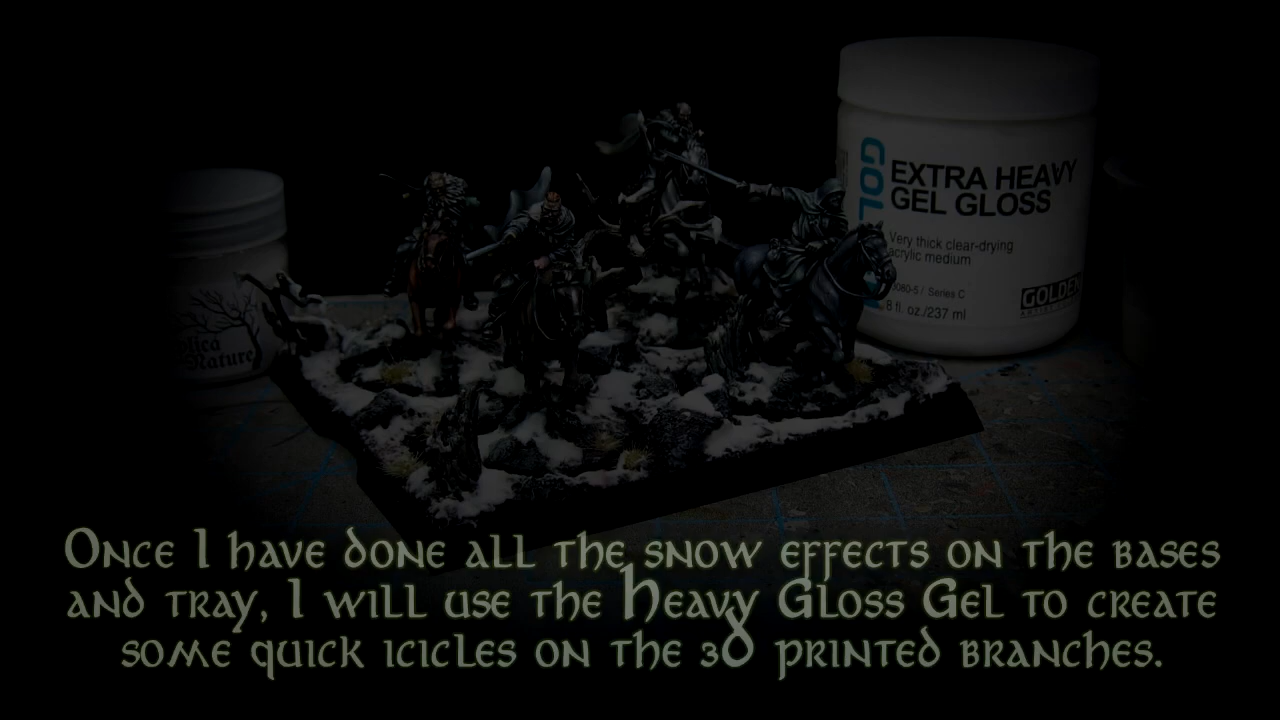 EXTRA HEAVY
GEL GLOSS
Very thick clear-drying
acrylic medium
Series C
8 fl. oz./237 ml
GOLDEN
Nature
Once I have done all the snow effects on the bases
and tray, I will use the Heavy Gloss Gel to create
some quick icicles on the 3D printed branches.